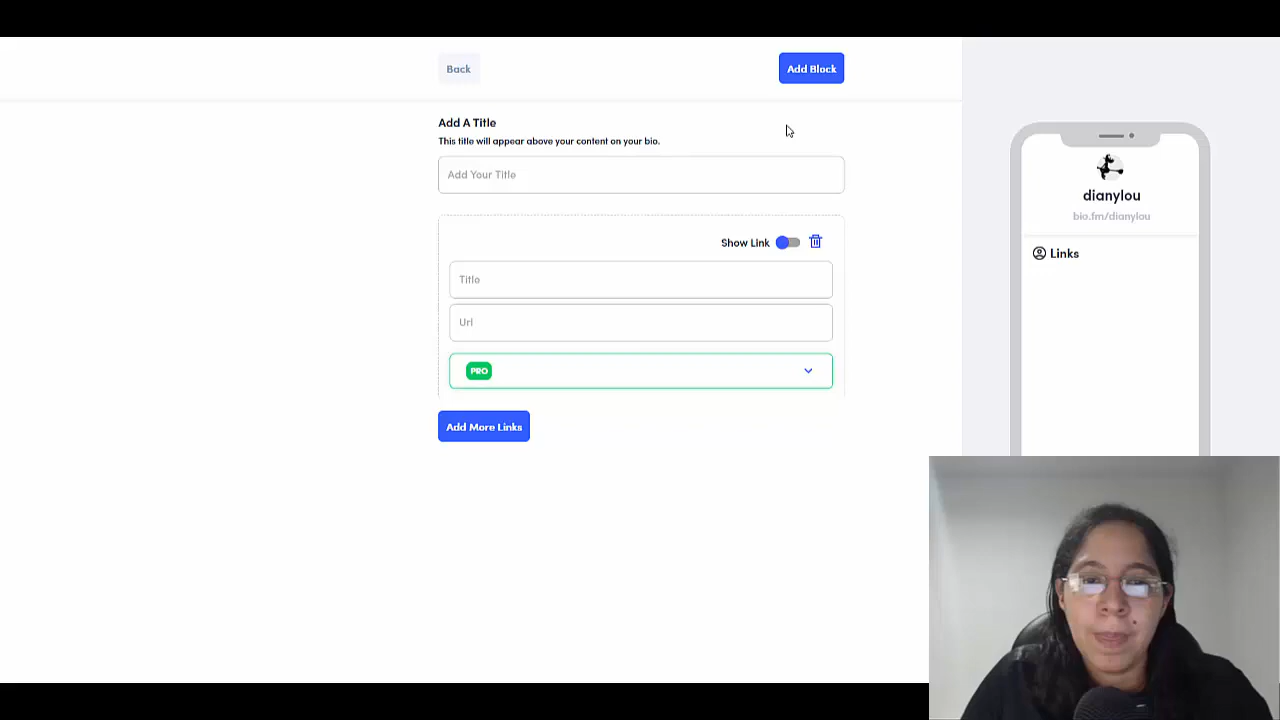 Back
Add Block
Add A Title
This title will appear above your content on your bio.
Add Your Title
Show Link
Title
Url
PRO
Add More Links
dianylou
bio.fm/dianylou
Links